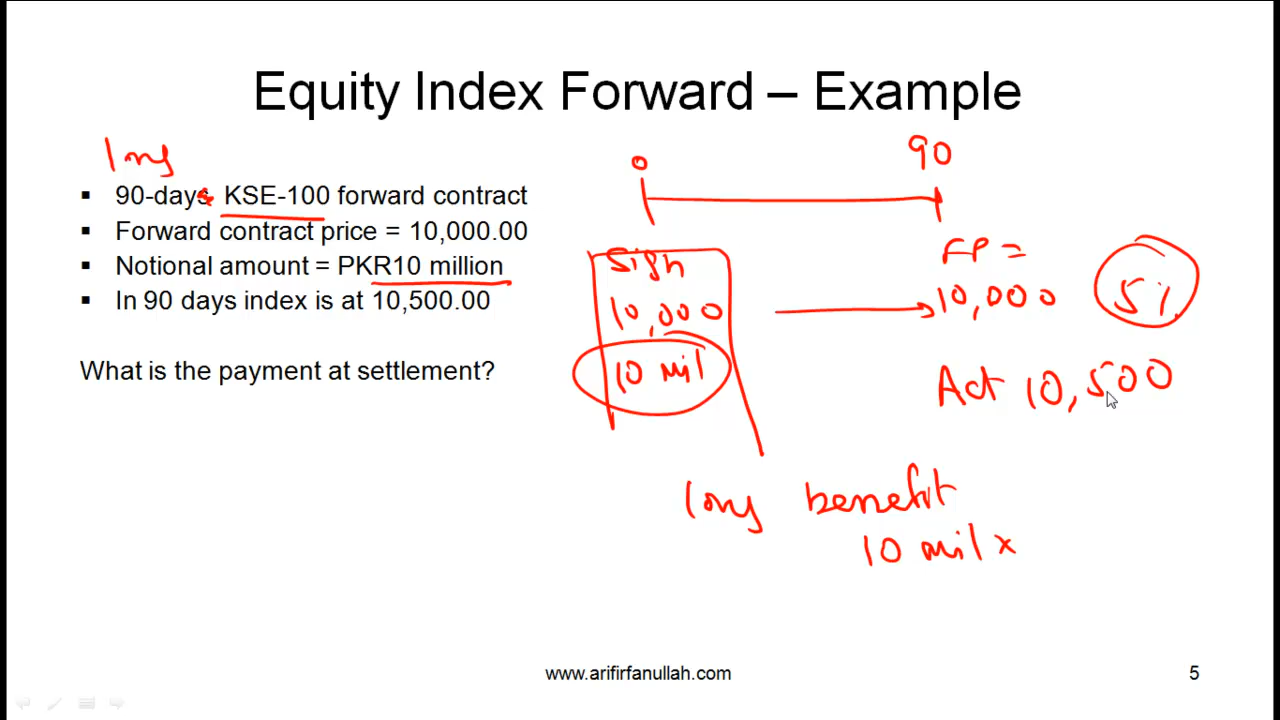 Equity Index Forward – Example
long
90-days KSE-100 forward contract
Forward contract price = 10,000.00
Notional amount = PKR10 million
In 90 days index is at 10,500.00
What is the payment at settlement?
0
90
Sign
10,000
10 mil
FP =
10,000
5%
Act 10,500
long benefit
10 mil x
www.arifirfanullah.com
5